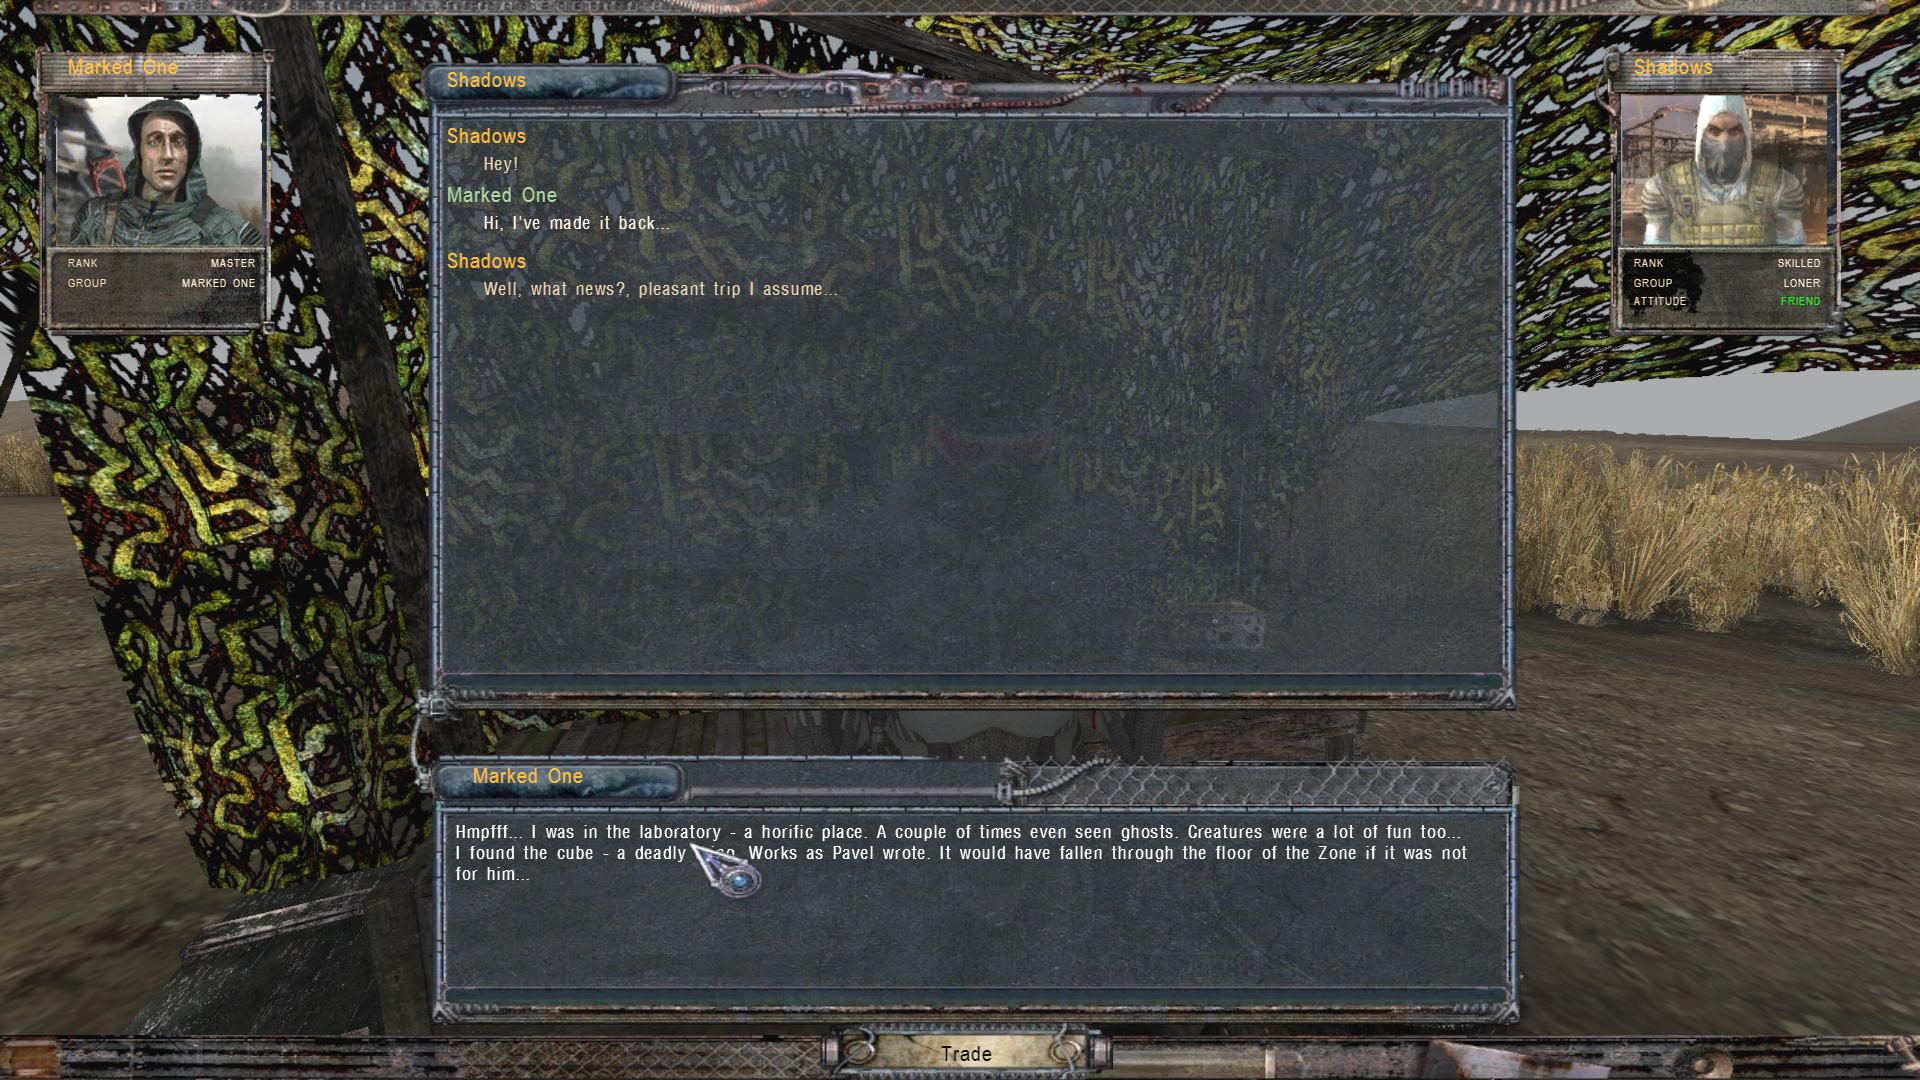 Marked One
RANK MASTER
GROUP MARKED ONE
Shadows
Shadows
Hey!
Marked One
Hi, I've made it back...
Shadows
Well, what news?, pleasant trip I assume...
Shadows
RANK SKILLED
GROUP LONER
ATTITUDE FRIEND
Marked One
Hmpfff... I was in the laboratory - a horific place. A couple of times even seen ghosts. Creatures were a lot of fun too...
I found the cube - a deadly Works as Pavel wrote. It would have fallen through the floor of the Zone if it was not
for him...
Trade